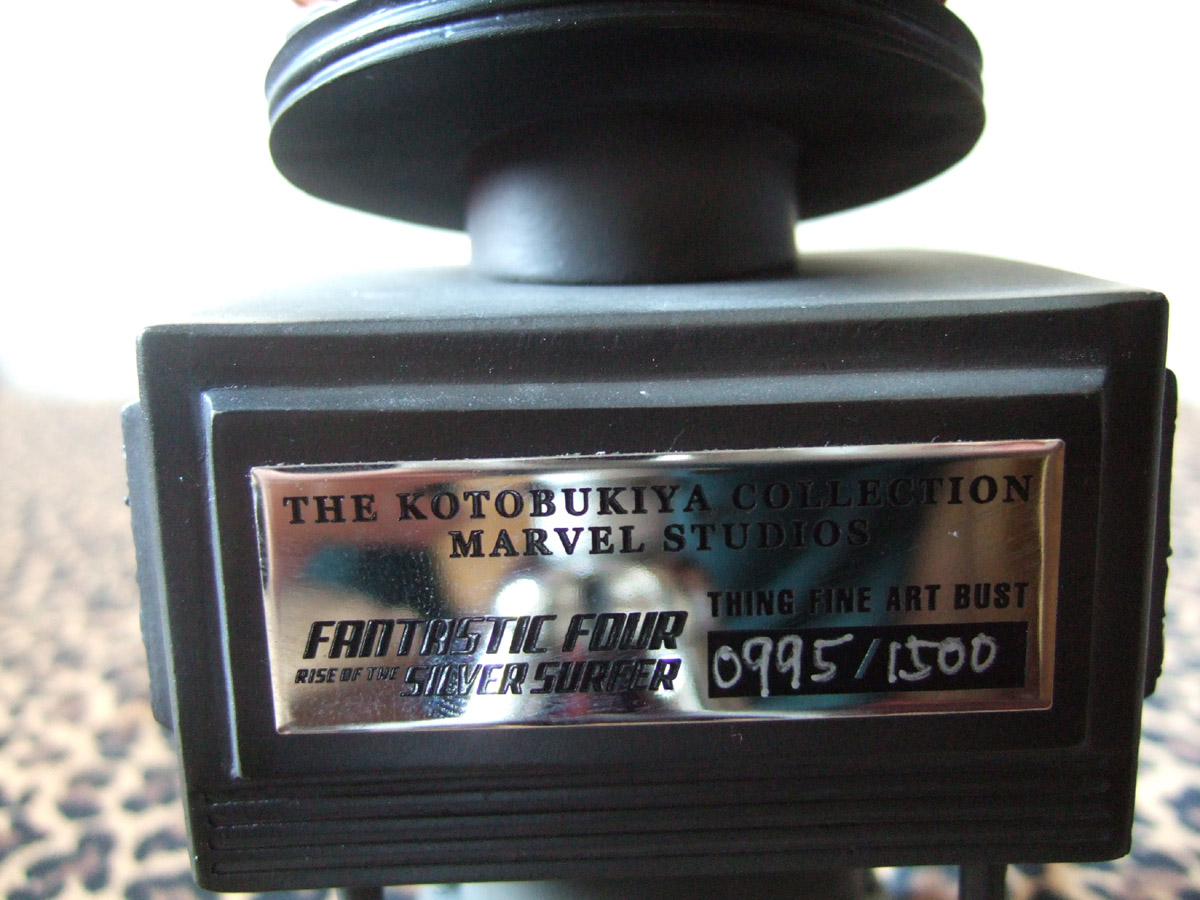 THE KOTOBUKIYA COLLECTION
MARVEL STUDIOS
FANTASTIC FOUR
RISE OF THE SILVER SURFER
THING FINE ART BUST
0995/1500